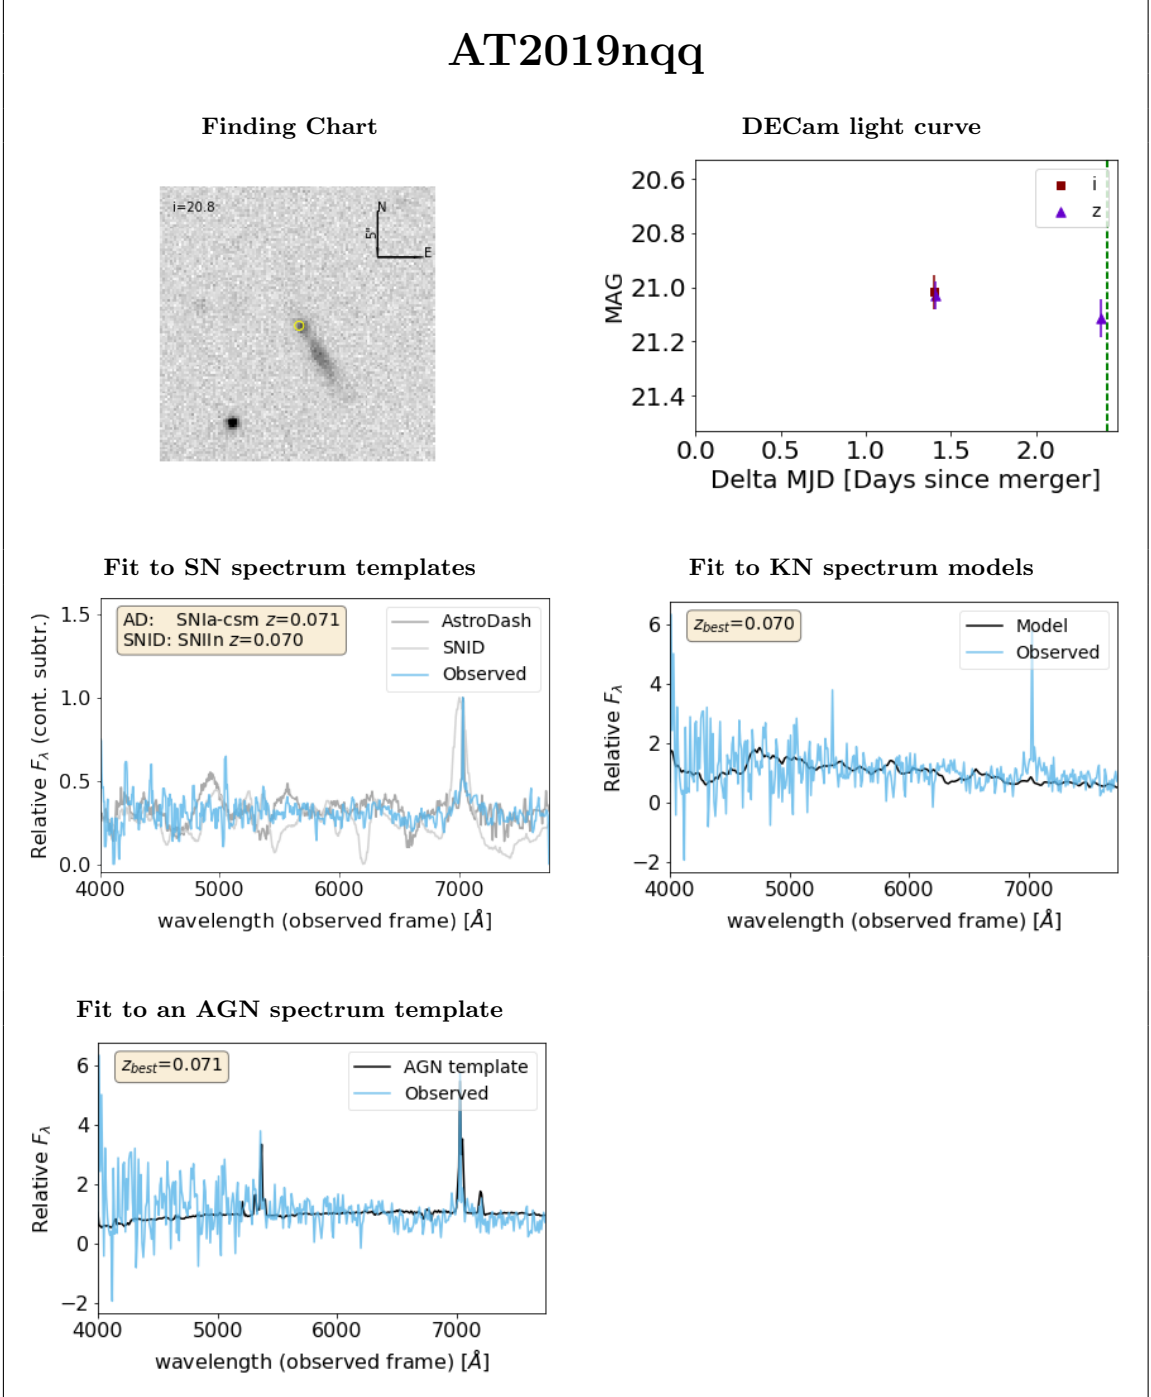 AT2019nqq
Finding Chart
i=20.8
N
5"
E
DECam light curve
20.6
20.8
21.0
21.2
21.4
MAG
i
z
0.0 0.5 1.0 1.5 2.0
Delta MJD [Days since merger]
Fit to SN spectrum templates
1.5
1.0
0.5
0.0
Relative Fλ (cont. subtr.)
AD: SNIa-csm z=0.071
SNID: SNIIn z=0.070
AstroDash
SNID
Observed
4000 5000 6000 7000
wavelength (observed frame) [Å]
Fit to KN spectrum models
6
4
2
0
−2
Relative Fλ
zbest=0.070
Model
Observed
4000 5000 6000 7000
wavelength (observed frame) [Å]
Fit to an AGN spectrum template
6
4
2
0
−2
Relative Fλ
zbest=0.071
AGN template
Observed
4000 5000 6000 7000
wavelength (observed frame) [Å]